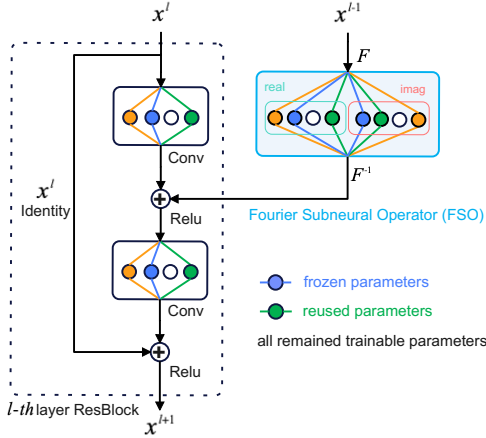 x^l
x^{l-1}
F
real
imag
Conv
F^{-1}
x^l
Identity
Relu
Fourier Subneural Operator (FSO)
frozen parameters
reused parameters
Conv
all remained trainable parameters
Relu
l-th layer ResBlock
x^{l+1}